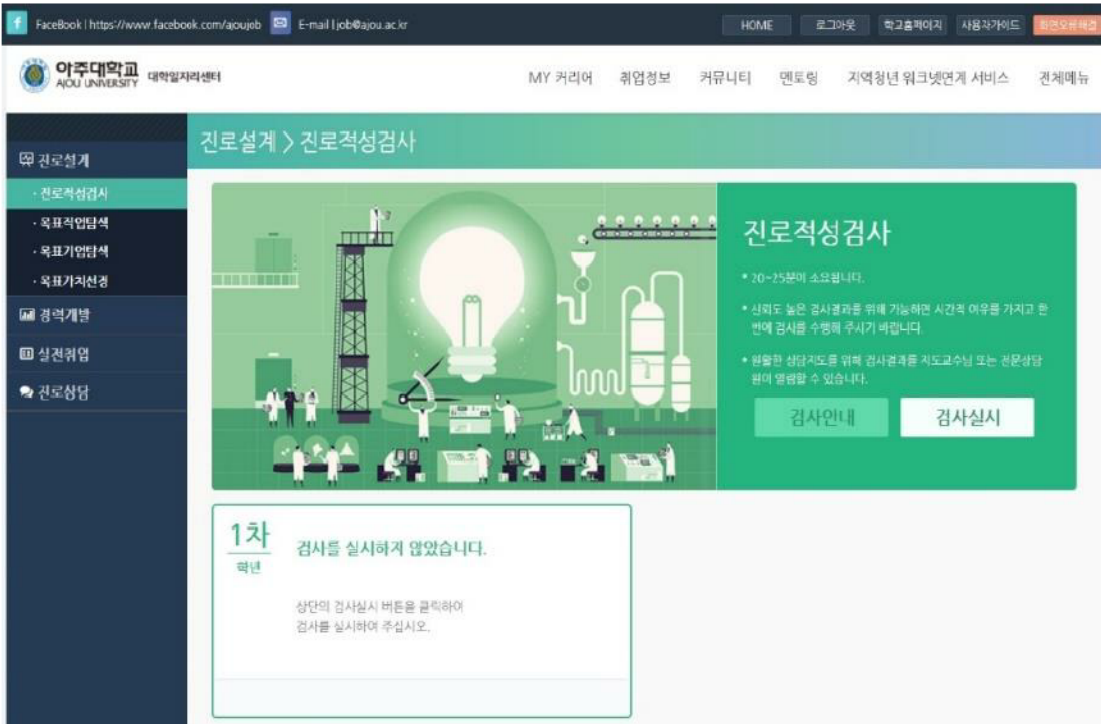 FaceBook | https://www.facebook.com/ajoujob E-mail | job@ajou.ac.kr HOME 로그아웃 학교홈페이지 사용자가이드 화면오류해결
아주대학교 대학일자리센터
AJOU UNIVERSITY
MY 커리어 취업정보 커뮤니티 멘토링 지역청년 워크넷연계 서비스 전체메뉴
진로설계 > 진로적성검사
진로설계
· 진로적성검사
· 목표직업탐색
· 목표기업탐색
· 목표가치선정
경력개발
실전취업
진로상담
진로적성검사
• 20~25분이 소요됩니다.
• 신뢰도 높은 검사결과를 위해 가능하면 시간적 여유를 가지고 한
번에 검사를 수행해 주시기 바랍니다.
• 원활한 상담지도를 위해 검사결과를 지도교수님 또는 전문상담
원이 열람할 수 있습니다.
검사안내 검사실시
1차
학년
검사를 실시하지 않았습니다.
상단의 검사실시 버튼을 클릭하여
검사를 실시하여 주십시오.